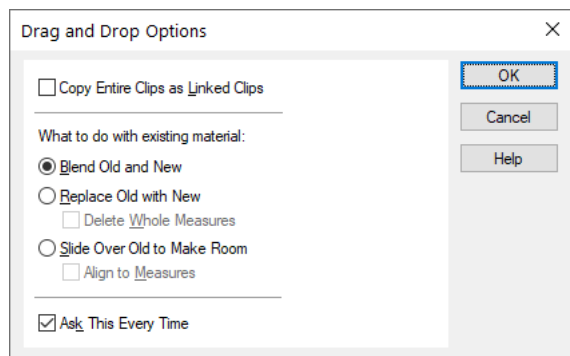 Drag and Drop Options
Copy Entire Clips as Linked Clips
What to do with existing material:
Blend Old and New
Replace Old with New
Delete Whole Measures
Slide Over Old to Make Room
Align to Measures
Ask This Every Time
OK
Cancel
Help